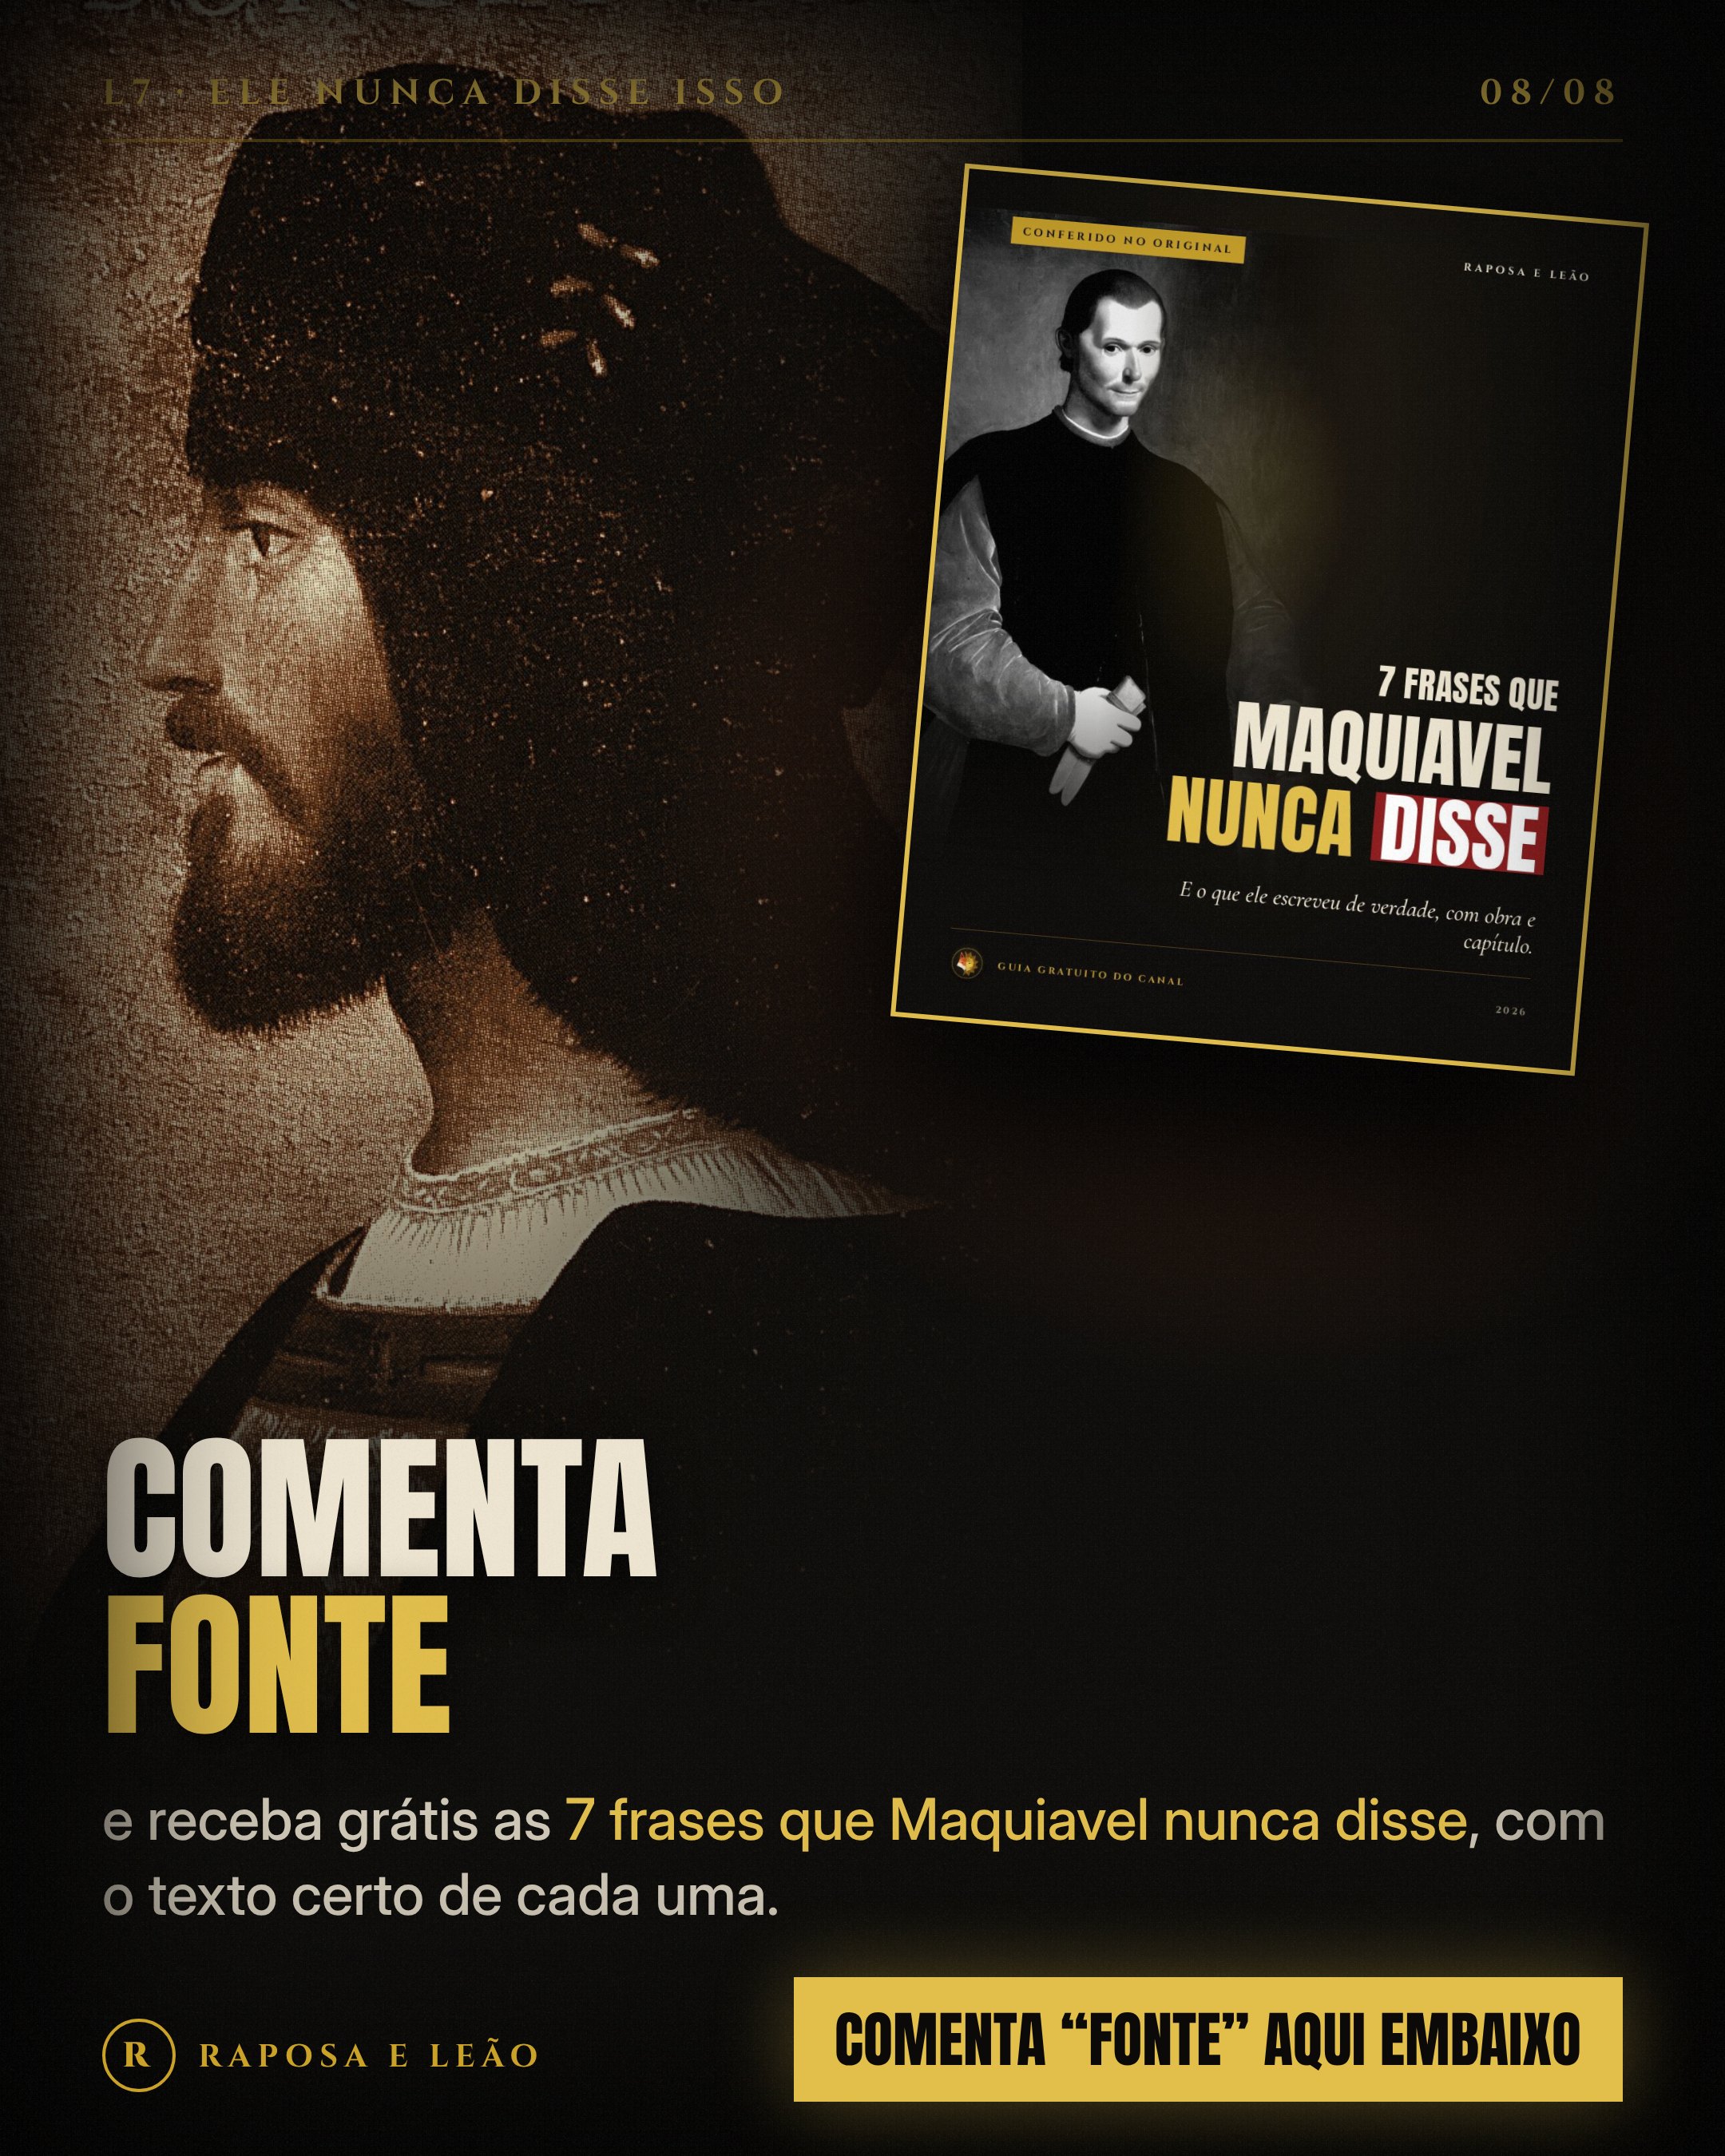 L7 · ELE NUNCA DISSE ISSO
08/08
CONFERIDO NO ORIGINAL
RAPOSA E LEÃO
7 FRASES QUE
MAQUIAVEL
NUNCA DISSE
E o que ele escreveu de verdade, com obra e
capítulo.
GUIA GRATUITO DO CANAL
2026
COMENTA
FONTE
e receba grátis as 7 frases que Maquiavel nunca disse, com
o texto certo de cada uma.
R RAPOSA E LEÃO
COMENTA “FONTE” AQUI EMBAIXO